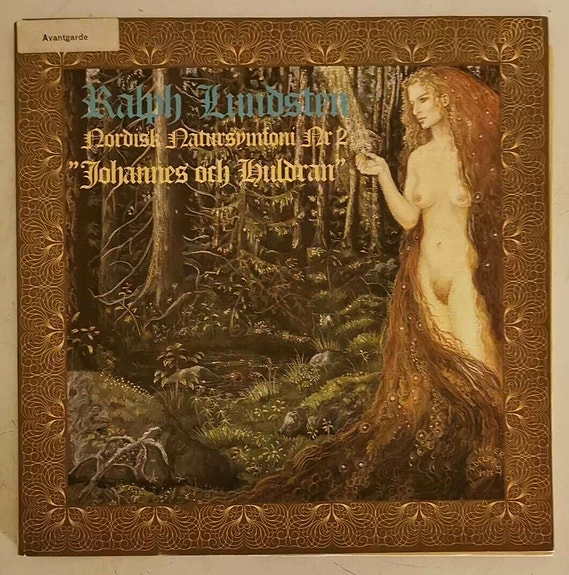 Avantgarde
Ralph Lundsten
Nordisk Natursymfoni Nr 2
"Johannes och Huldran"